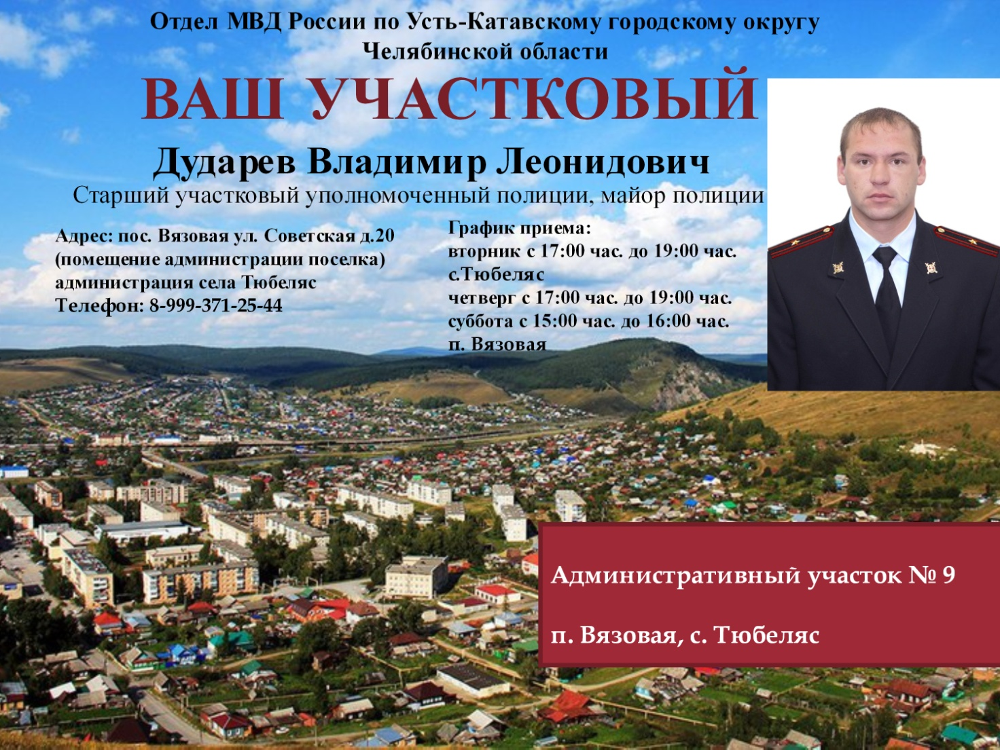 Отдел МВД России по Усть-Катавскому городскому округу
Челябинской области
ВАШ УЧАСТКОВЫЙ
Дударев Владимир Леонидович
Старший участковый уполномоченный полиции, майор полиции
Адрес: пос. Вязовая ул. Советская д.20
(помещение администрации поселка)
администрация села Тюбеляс
Телефон: 8-999-371-25-44
График приема:
вторник с 17:00 час. до 19:00 час.
с.Тюбеляс
четверг с 17:00 час. до 19:00 час.
суббота с 15:00 час. до 16:00 час.
п. Вязовая
Административный участок № 9
п. Вязовая, с. Тюбеляс